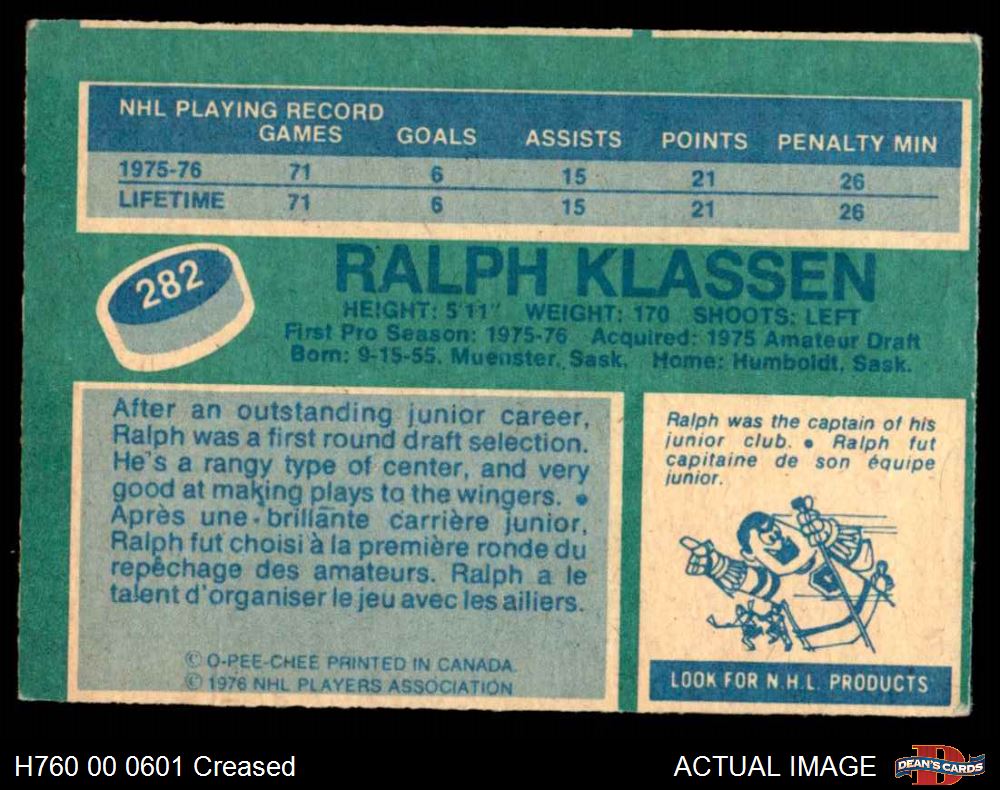 NHL PLAYING RECORD
GAMES GOALS ASSISTS POINTS PENALTY MIN
1975-76 71 6 15 21 26
LIFETIME 71 6 15 21 26
282
RALPH KLASSEN
HEIGHT: 5'11" WEIGHT: 170 SHOOTS: LEFT
First Pro Season: 1975-76 Acquired: 1975 Amateur Draft
Born: 9-15-55. Muenster, Sask. Home: Humboldt, Sask.
After an outstanding junior career,
Ralph was a first round draft selection.
He's a rangy type of center, and very
good at making plays to the wingers. •
Après une brillante carrière junior,
Ralph fut choisi à la première ronde du
repêchage des amateurs. Ralph a le
talent d'organiser le jeu avec les ailiers.
© O-PEE-CHEE PRINTED IN CANADA.
© 1976 NHL PLAYERS ASSOCIATION
Ralph was the captain of his
junior club. • Ralph fut
capitaine de son équipe
junior.
LOOK FOR N.H.L. PRODUCTS
H760 00 0601 Creased
ACTUAL IMAGE
D
DEAN'S CARDS